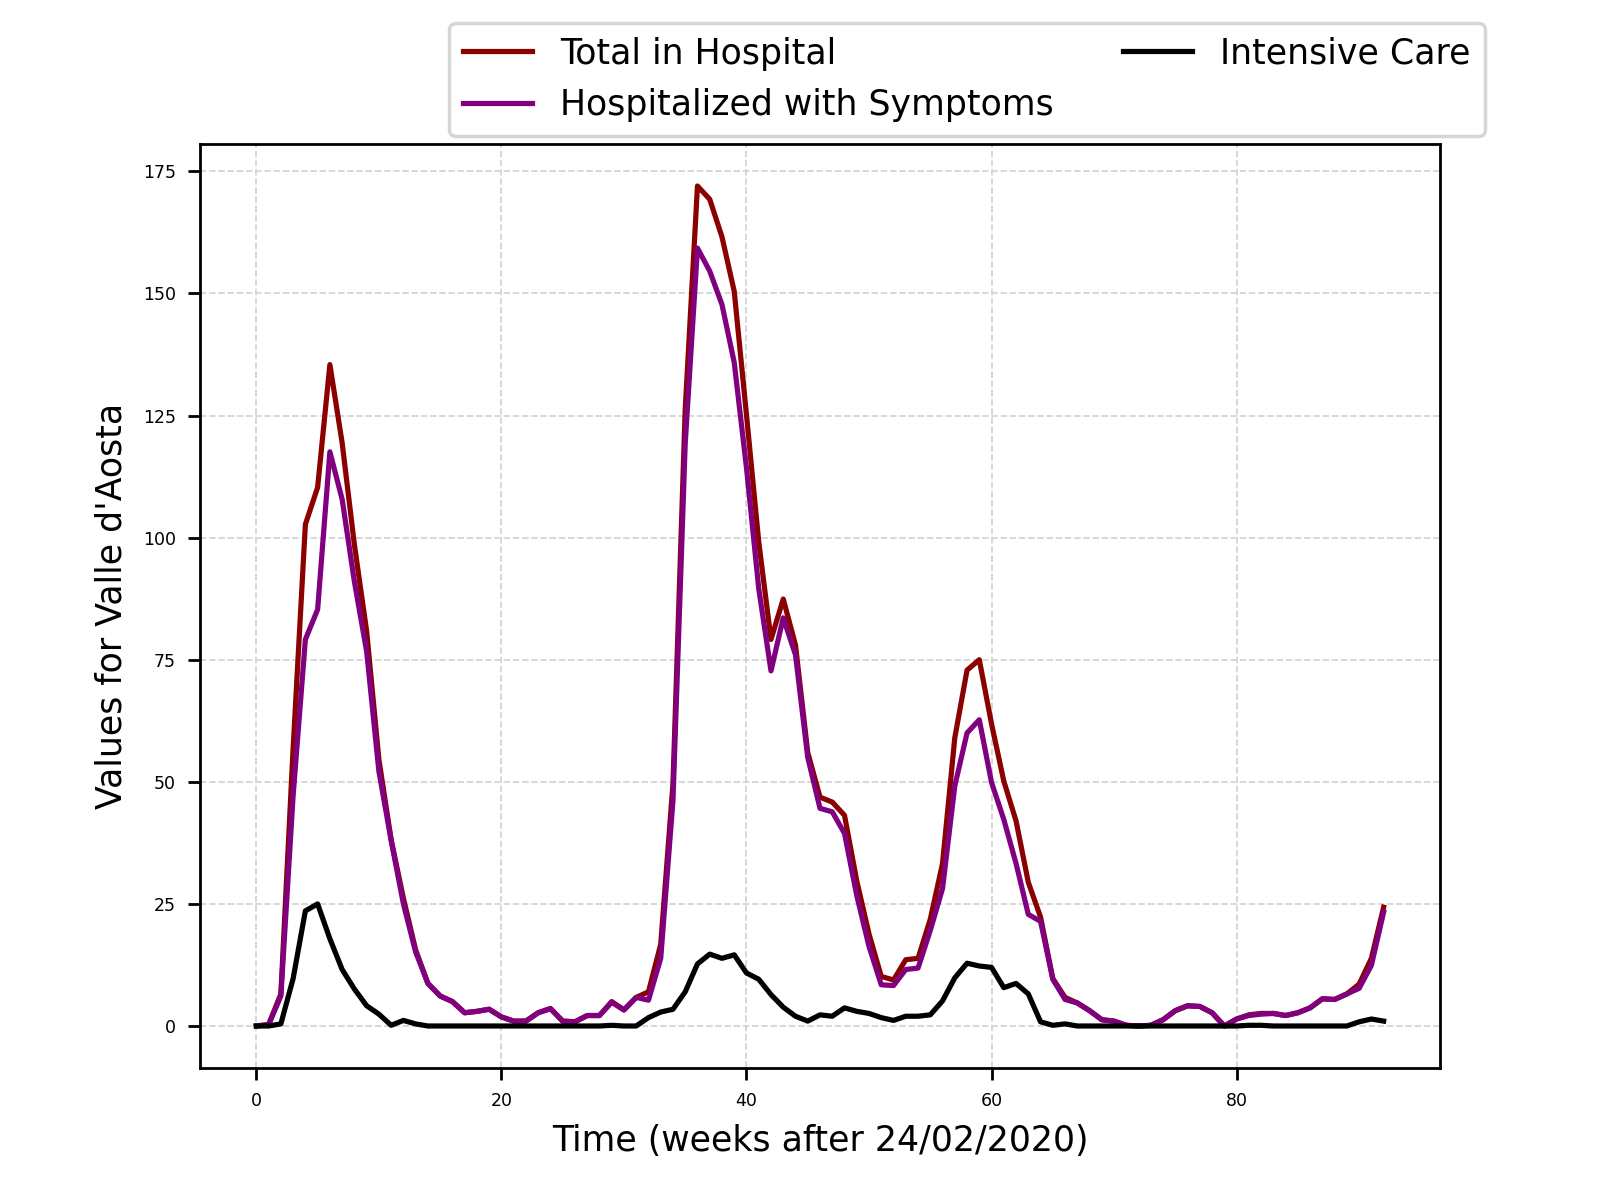 Total in Hospital
Hospitalized with Symptoms
Intensive Care
Values for Valle d'Aosta
175
150
125
100
75
50
25
0
0 20 40 60 80
Time (weeks after 24/02/2020)